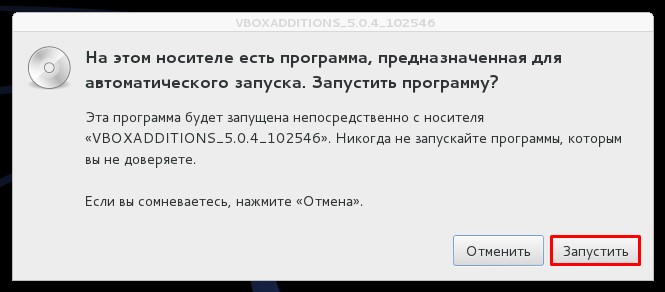 VBOXADDITIONS_5.0.4_102546
На этом носителе есть программа, предназначенная для
автоматического запуска. Запустить программу?
Эта программа будет запущена непосредственно с носителя
«VBOXADDITIONS_5.0.4_102546». Никогда не запускайте программы, которым
вы не доверяете.
Если вы сомневаетесь, нажмите «Отмена».
Отменить
Запустить